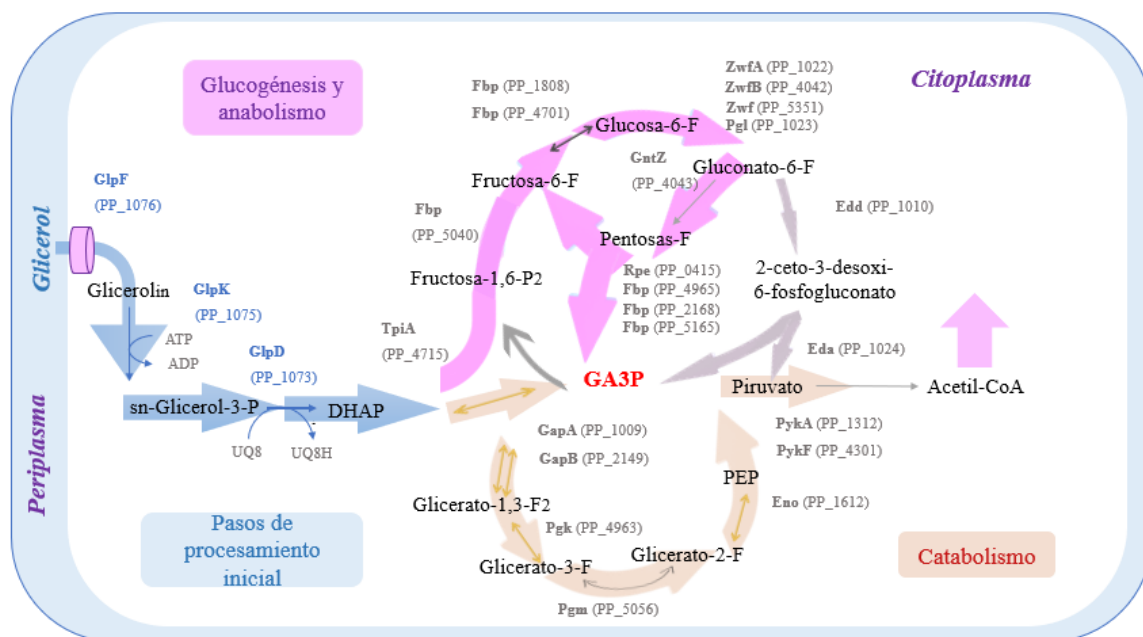 Glucogénesis y
anabolismo
Fbp (PP_1808)
Fbp (PP_4701)
ZwfA (PP_1022)
ZwfB (PP_4042)
Zwf (PP_5351)
Pgl (PP_1023)
Citoplasma
Glucosa-6-F
GntZ
(PP_4043)
Gluconato-6-F
Fructosa-6-F
GlpF
(PP_1076)
Fbp
(PP_5040)
Edd (PP_1010)
Glicerol
Pentosas-F
Glicerolin
Fructosa-1,6-P2
Rpe (PP_0415)
Fbp (PP_4965)
Fbp (PP_2168)
Fbp (PP_5165)
2-ceto-3-desoxi-
6-fosfogluconato
GlpK
(PP_1075)
ATP
ADP
TpiA
(PP_4715)
GlpD
(PP_1073)
Eda (PP_1024)
GA3P
Piruvato
Acetil-CoA
sn-Glicerol-3-P
DHAP
UQ8
UQ8H
GapA (PP_1009)
GapB (PP_2149)
PykA (PP_1312)
PykF (PP_4301)
Periplasma
PEP
Eno (PP_1612)
Glicerato-1,3-F2
Pgk (PP_4963)
Glicerato-3-F
Glicerato-2-F
Pgm (PP_5056)
Pasos de
procesamiento
inicial
Catabolismo